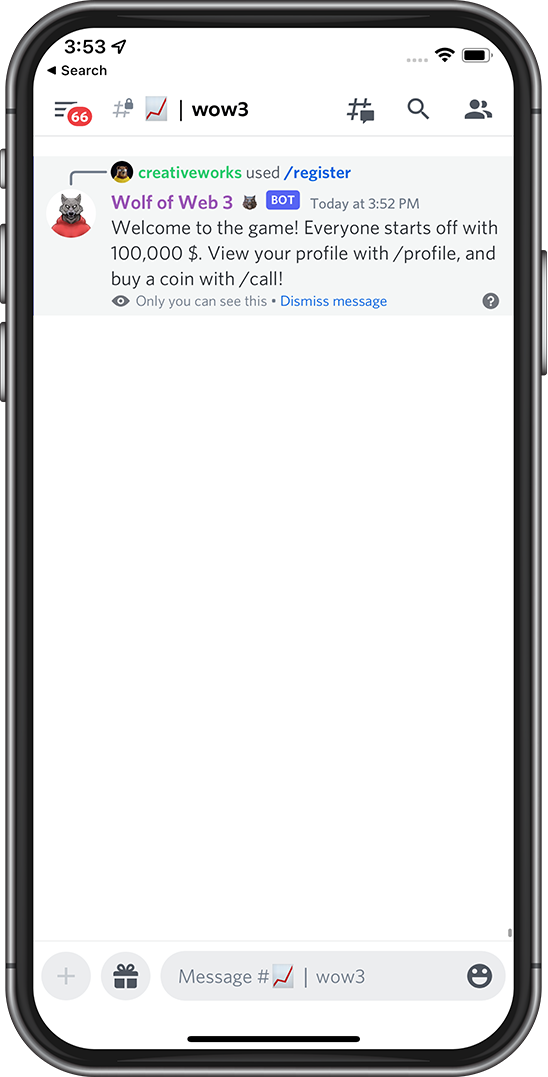 3:53
◀ Search
66
# 📈 | wow3
creativeworks used /register
Wolf of Web 3 🐺 BOT Today at 3:52 PM
Welcome to the game! Everyone starts off with
100,000 $. View your profile with /profile, and
buy a coin with /call!
Only you can see this • Dismiss message
Message #📈 | wow3